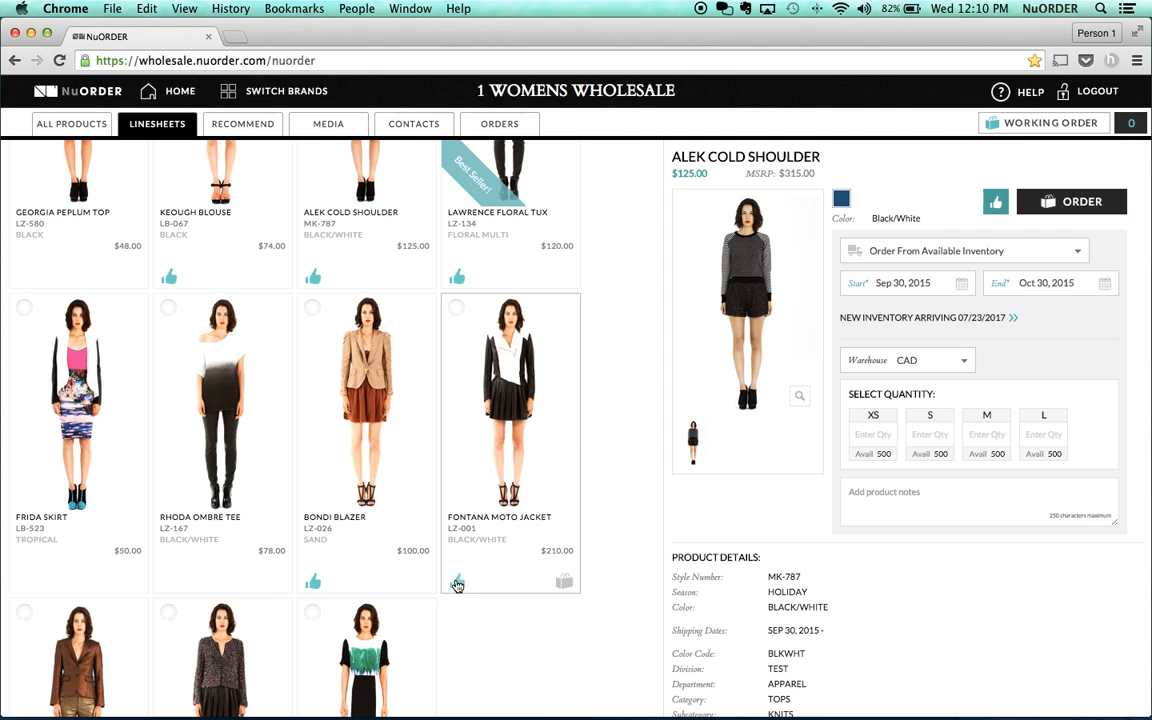 Chrome File Edit View History Bookmarks People Window Help 82% Wed 12:10 PM NuORDER
NuORDER Person 1
https://wholesale.nuorder.com/nuorder
NuORDER HOME SWITCH BRANDS 1 WOMENS WHOLESALE HELP LOGOUT
ALL PRODUCTS LINESHEETS RECOMMEND MEDIA CONTACTS ORDERS WORKING ORDER 0
Best Seller!
GEORGIA PEPLUM TOP
LZ-580
BLACK
$48.00
KEOUGH BLOUSE
LB-067
BLACK
$74.00
ALEK COLD SHOULDER
MK-787
BLACK/WHITE
$125.00
LAWRENCE FLORAL TUX
LZ-134
FLORAL MULTI
$120.00
FRIDA SKIRT
LB-523
TROPICAL
$50.00
RHODA OMBRE TEE
LZ-167
BLACK/WHITE
$78.00
BONDI BLAZER
LZ-026
SAND
$100.00
FONTANA MOTO JACKET
LZ-001
BLACK/WHITE
$210.00
ALEK COLD SHOULDER
$125.00 MSRP: $315.00
ORDER
Color: Black/White
Order From Available Inventory
Start* Sep 30, 2015 End* Oct 30, 2015
NEW INVENTORY ARRIVING 07/23/2017 >>
Warehouse CAD
SELECT QUANTITY:
XS S M L
Enter Qty Enter Qty Enter Qty Enter Qty
Avail 500 Avail 500 Avail 500 Avail 500
Add product notes
250 characters maximum
PRODUCT DETAILS:
Style Number: MK-787
Season: HOLIDAY
Color: BLACK/WHITE
Shipping Dates: SEP 30, 2015 -
Color Code: BLKWHT
Division: TEST
Department: APPAREL
Category: TOPS
Subcategory: KNITS